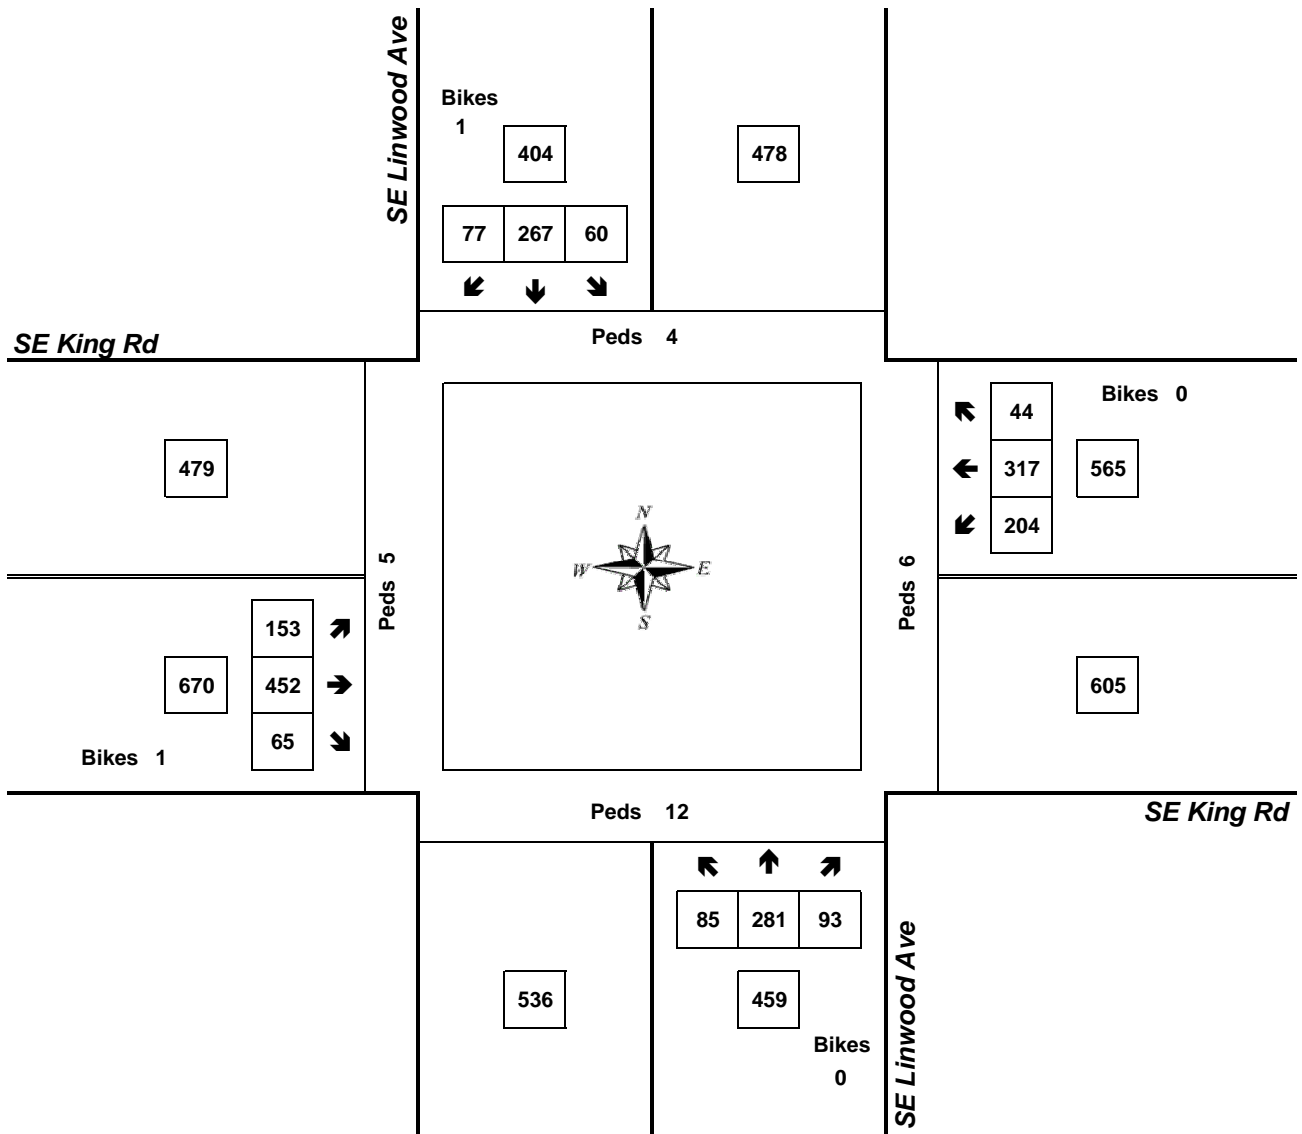 SE Linwood Ave
Bikes
1
404
478
77 267 60
Peds 4
SE King Rd
Bikes 0
44
479
317 565
204
N
W E
S
Peds 5
Peds 6
153
670 452
605
65
Bikes 1
Peds 12
SE King Rd
85 281 93
536
459
Bikes
0
SE Linwood Ave